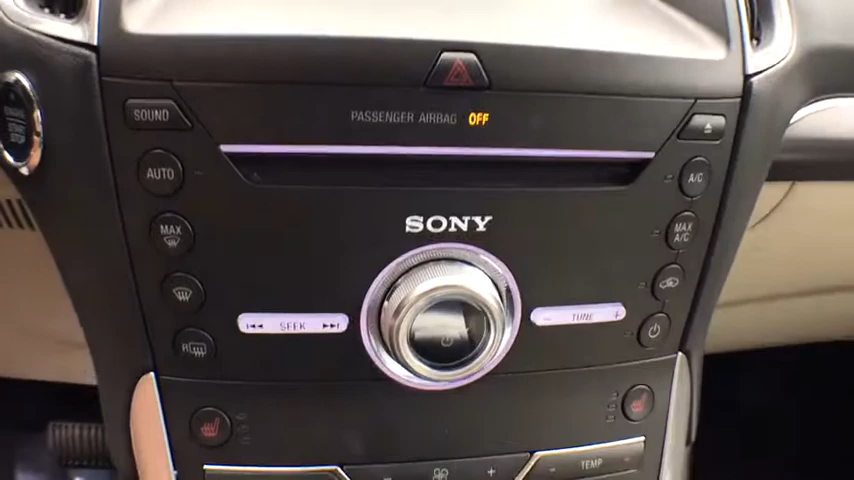 SOUND
PASSENGER AIRBAG OFF
AUTO
A/C
MAX
SONY
MAX
A/C
SEEK
- TUNE +
R
- +
- TEMP